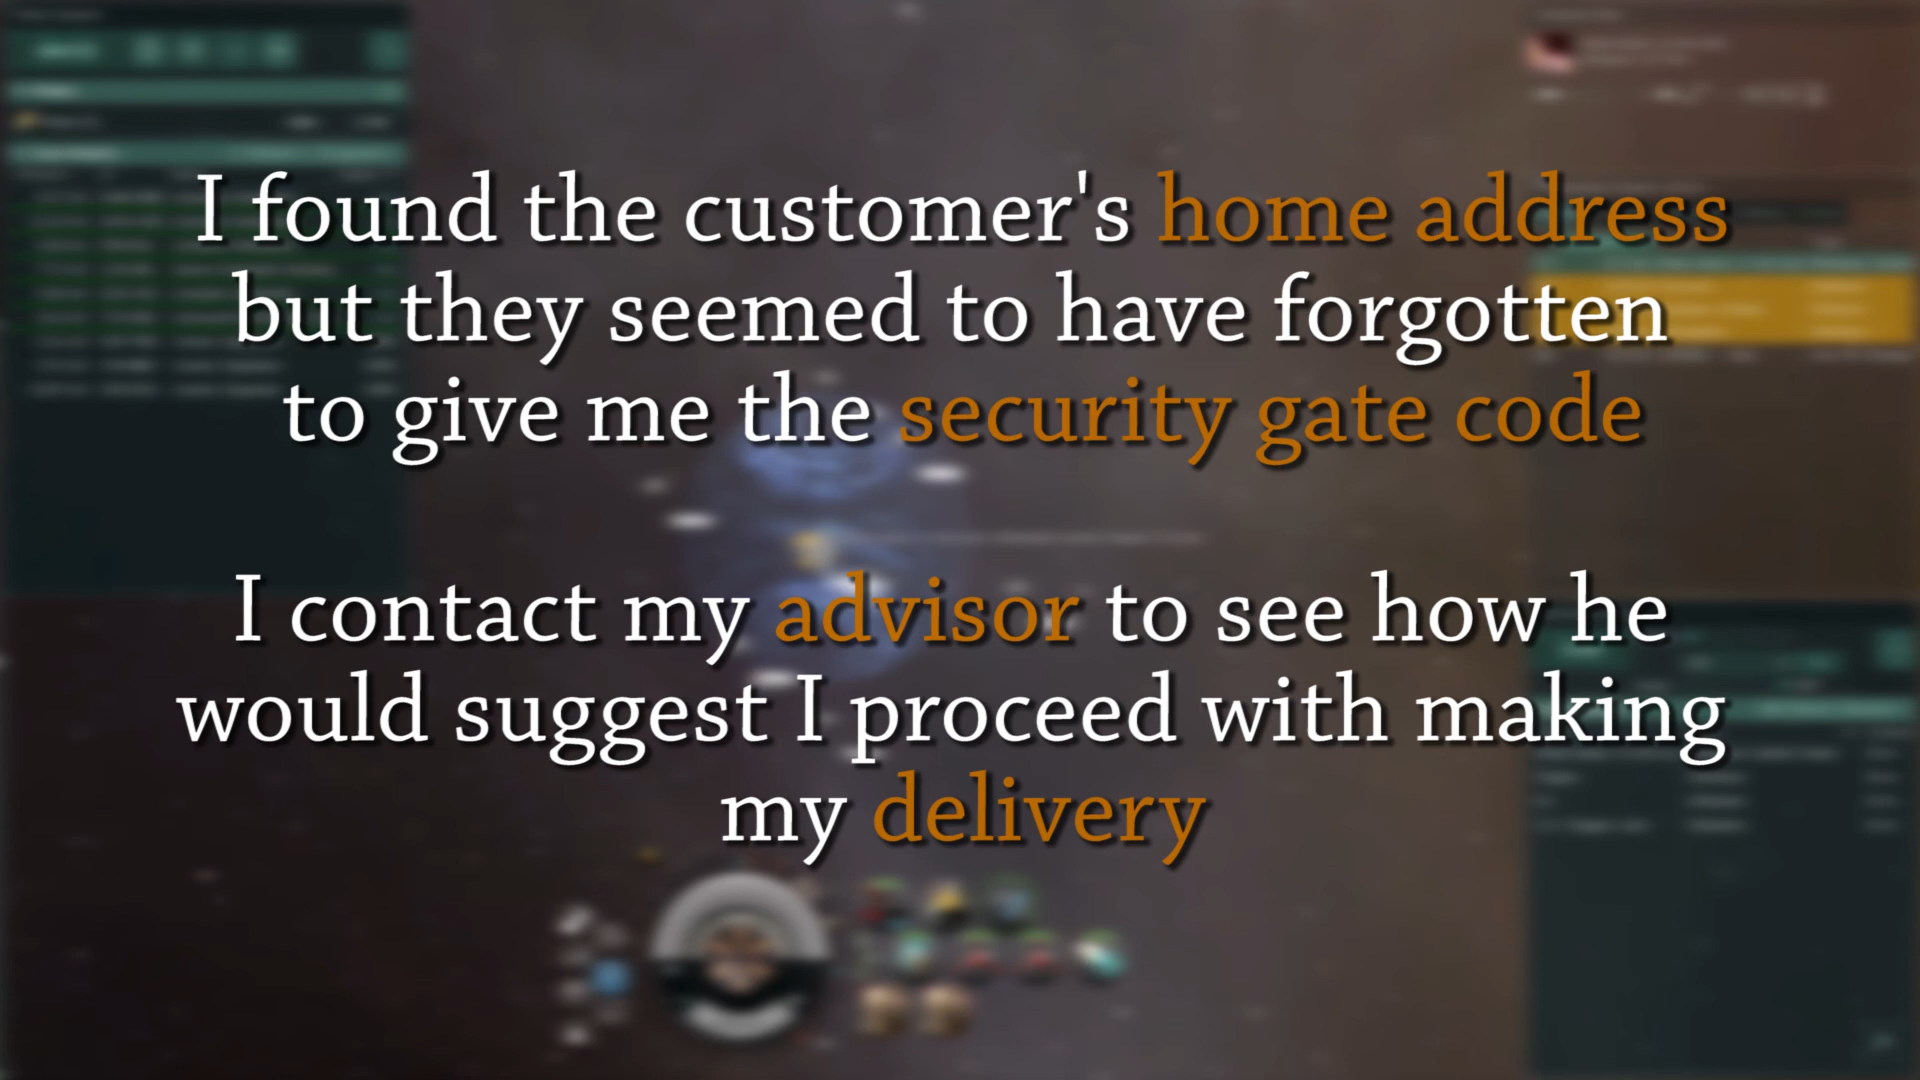 I found the customer's home address
but they seemed to have forgotten
to give me the security gate code
I contact my advisor to see how he
would suggest I proceed with making
my delivery